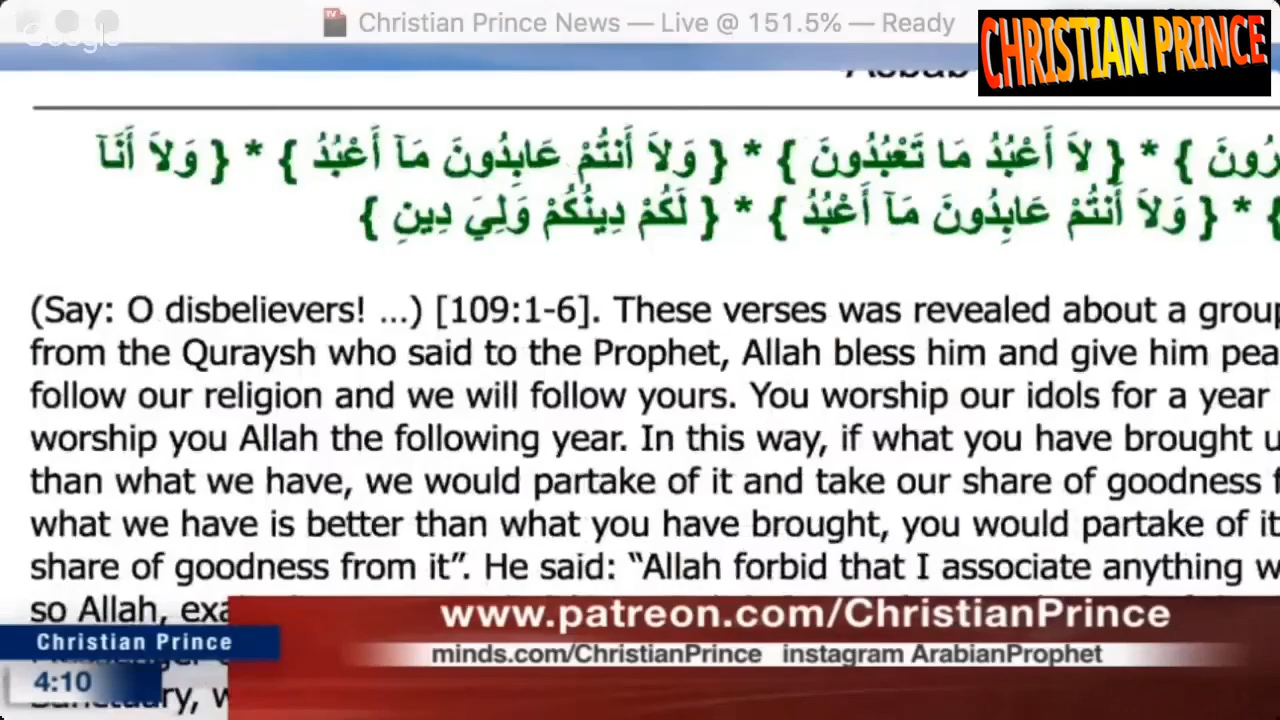 Google
Christian Prince News — Live @ 151.5% — Ready
CHRISTIAN PRINCE
رُونَ } * { لاَ أَعْبُدُ مَا تَعْبُدُونَ } * { وَلاَ أَنتُمْ عَابِدُونَ مَآ أَعْبُدُ } * { وَلاَ أَنَآ
} * { وَلاَ أَنتُمْ عَابِدُونَ مَآ أَعْبُدُ } * { لَكُمْ دِينُكُمْ وَلِيَ دِينِ }
(Say: O disbelievers! ...) [109:1-6]. These verses was revealed about a group
from the Quraysh who said to the Prophet, Allah bless him and give him pea
follow our religion and we will follow yours. You worship our idols for a year
worship you Allah the following year. In this way, if what you have brought u
than what we have, we would partake of it and take our share of goodness f
what we have is better than what you have brought, you would partake of it
share of goodness from it”. He said: “Allah forbid that I associate anything w
so Allah, exa
www.patreon.com/ChristianPrince
Christian Prince
minds.com/ChristianPrince instagram ArabianProphet
4:10